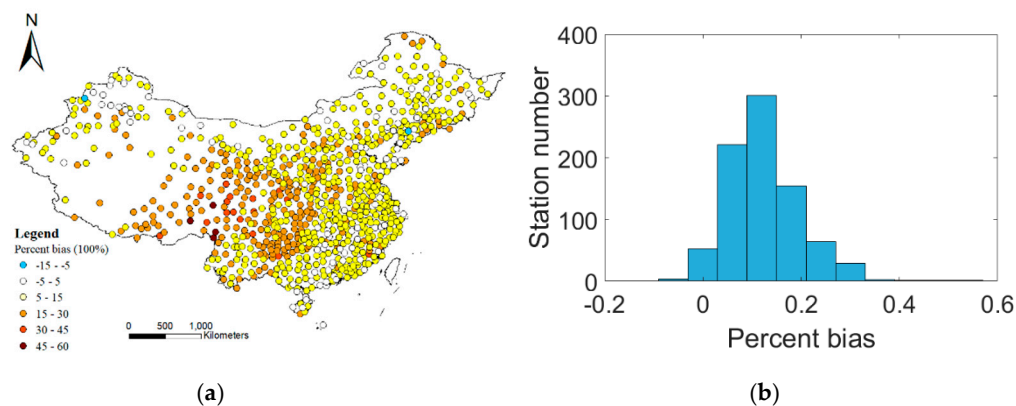 N
Legend
Percent bias (100%)
-15 - -5
-5 - 5
5 - 15
15 - 30
30 - 45
45 - 60
0 500 1,000
Kilometers
(a)
400
300
200
100
0
Station number
-0.2 0 0.2 0.4 0.6
Percent bias
(b)